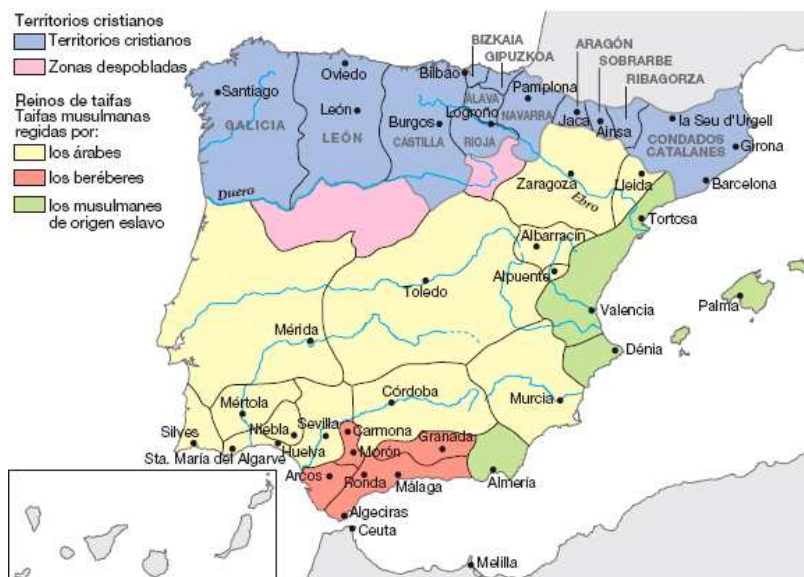 Territorios cristianos
Territorios cristianos
Zonas despobladas
Reinos de taifas
Taifas musulmanas
regidas por:
los árabes
los beréberes
los musulmanes
de origen eslavo
BIZKAIA
GIPUZKOA
ARAGÓN
SOBRARBE
RIBAGORZA
Oviedo
Bilbao
Santiago
ÁLAVA
Pamplona
León
Burgos
Logroño
NAVARRA
Jaca
Ainsa
la Seu d'Urgell
GALICIA
LEÓN
CASTILLA
RIOJA
CONDADOS
CATALANES
Girona
Zaragoza
Lleida
Barcelona
Duero
Ebro
Tortosa
Albarracín
Alpuente
Toledo
Palma
Valencia
Mérida
Dénia
Córdoba
Murcia
Mértola
Niebla
Sevilla
Carmona
Granada
Silves
Sta. María del Algarve
Huelva
Morón
Arcos
Ronda
Málaga
Almería
Algeciras
Ceuta
Melilla